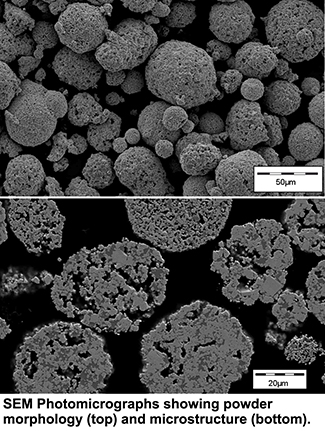 50µm
20µm
SEM Photomicrographs showing powder
morphology (top) and microstructure (bottom).